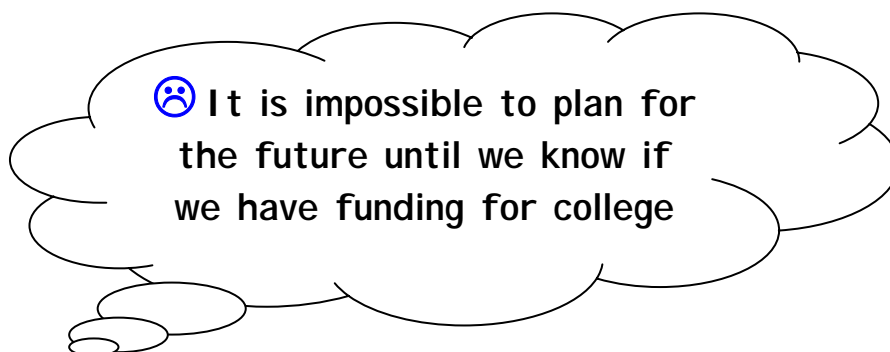 ☹ It is impossible to plan for
the future until we know if
we have funding for college